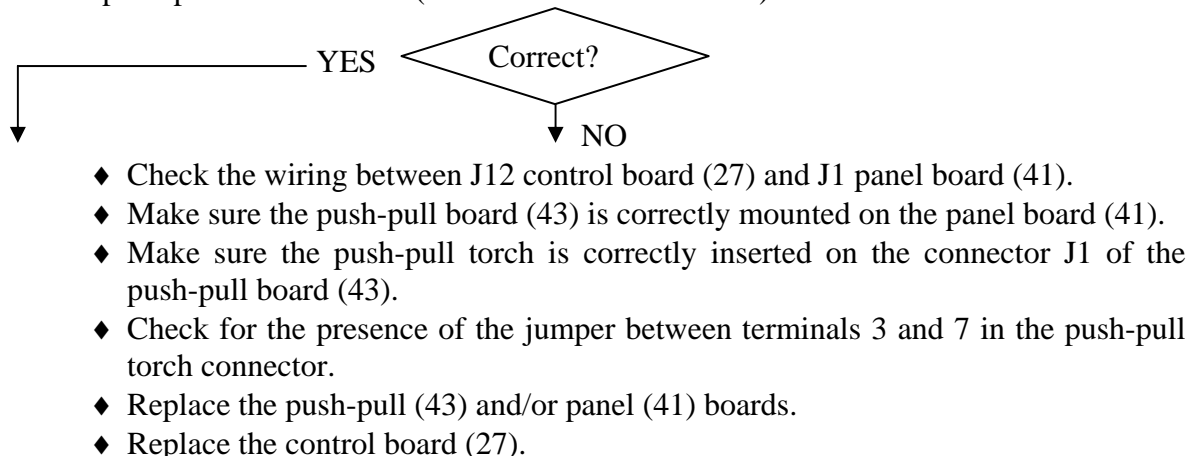 YES
Correct?
NO
♦ Check the wiring between J12 control board (27) and J1 panel board (41).
♦ Make sure the push-pull board (43) is correctly mounted on the panel board (41).
♦ Make sure the push-pull torch is correctly inserted on the connector J1 of the
push-pull board (43).
♦ Check for the presence of the jumper between terminals 3 and 7 in the push-pull
torch connector.
♦ Replace the push-pull (43) and/or panel (41) boards.
♦ Replace the control board (27).